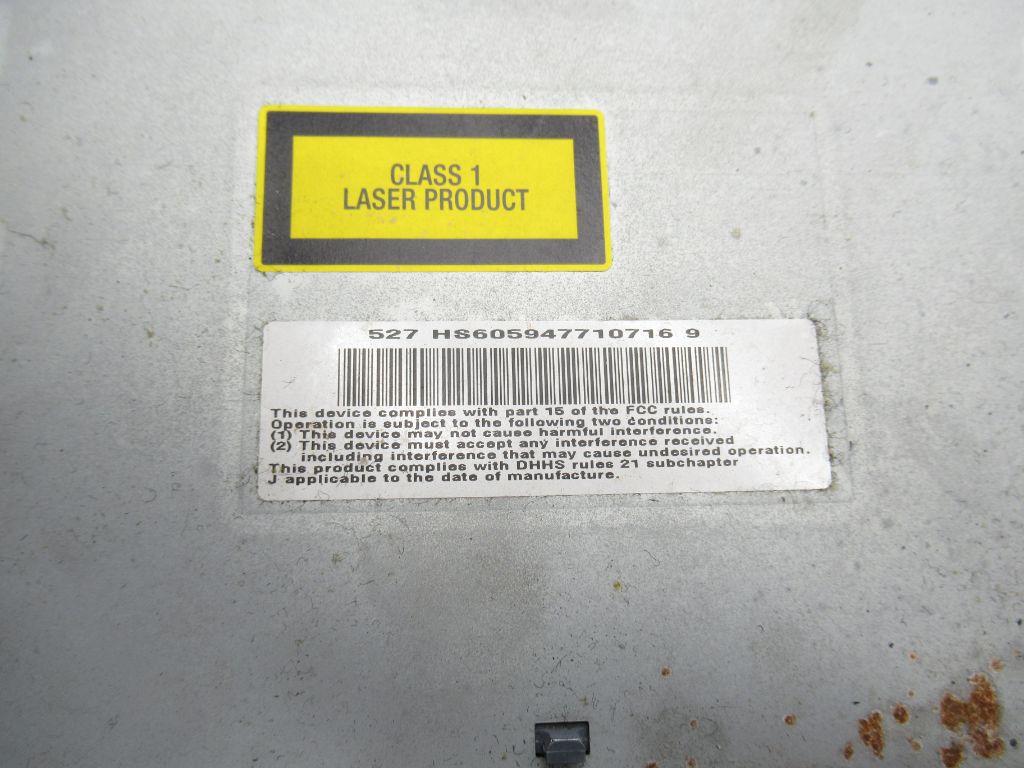 CLASS 1
LASER PRODUCT
527 HS605947710716 9
This device complies with part 15 of the FCC rules.
Operation is subject to the following two conditions:
(1) This device may not cause harmful interference.
(2) This device must accept any interference received
including interference that may cause undesired operation.
This product complies with DHHS rules 21 subchapter
J applicable to the date of manufacture.